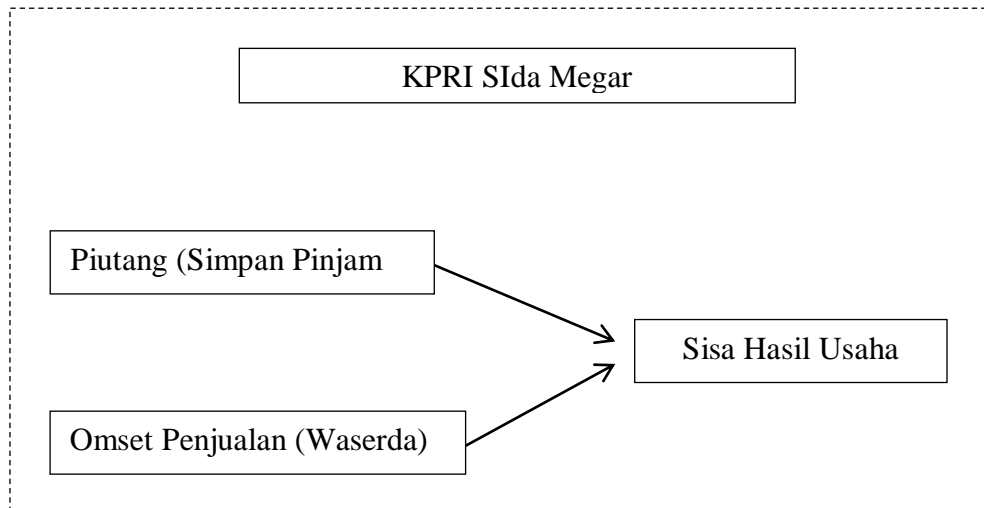 KPRI SIda Megar
Piutang (Simpan Pinjam
Sisa Hasil Usaha
Omset Penjualan (Waserda)